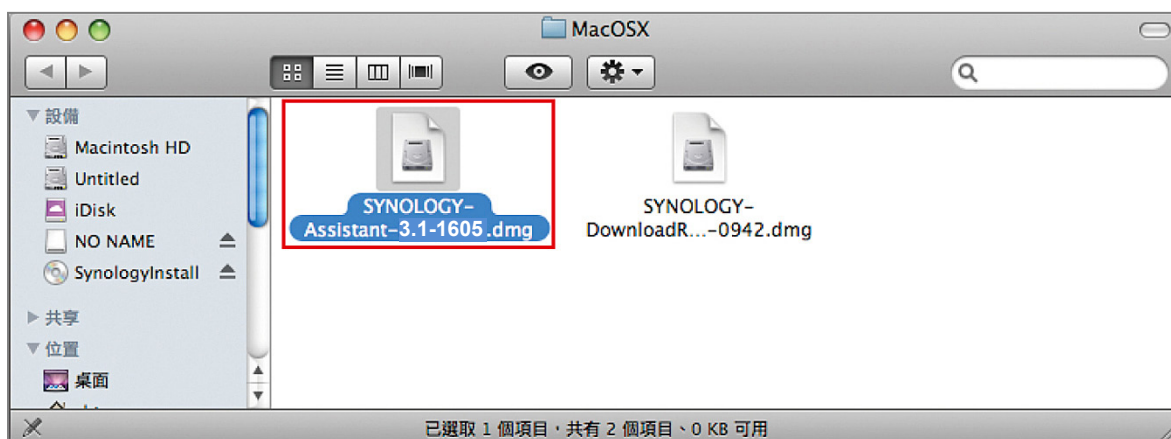 MacOSX
設備
Macintosh HD
Untitled
iDisk
NO NAME
SynologyInstall
共享
位置
桌面
SYNOLOGY-
Assistant-3.1-1605.dmg
SYNOLOGY-
DownloadR...-0942.dmg
已選取 1 個項目，共有 2 個項目、0 KB 可用